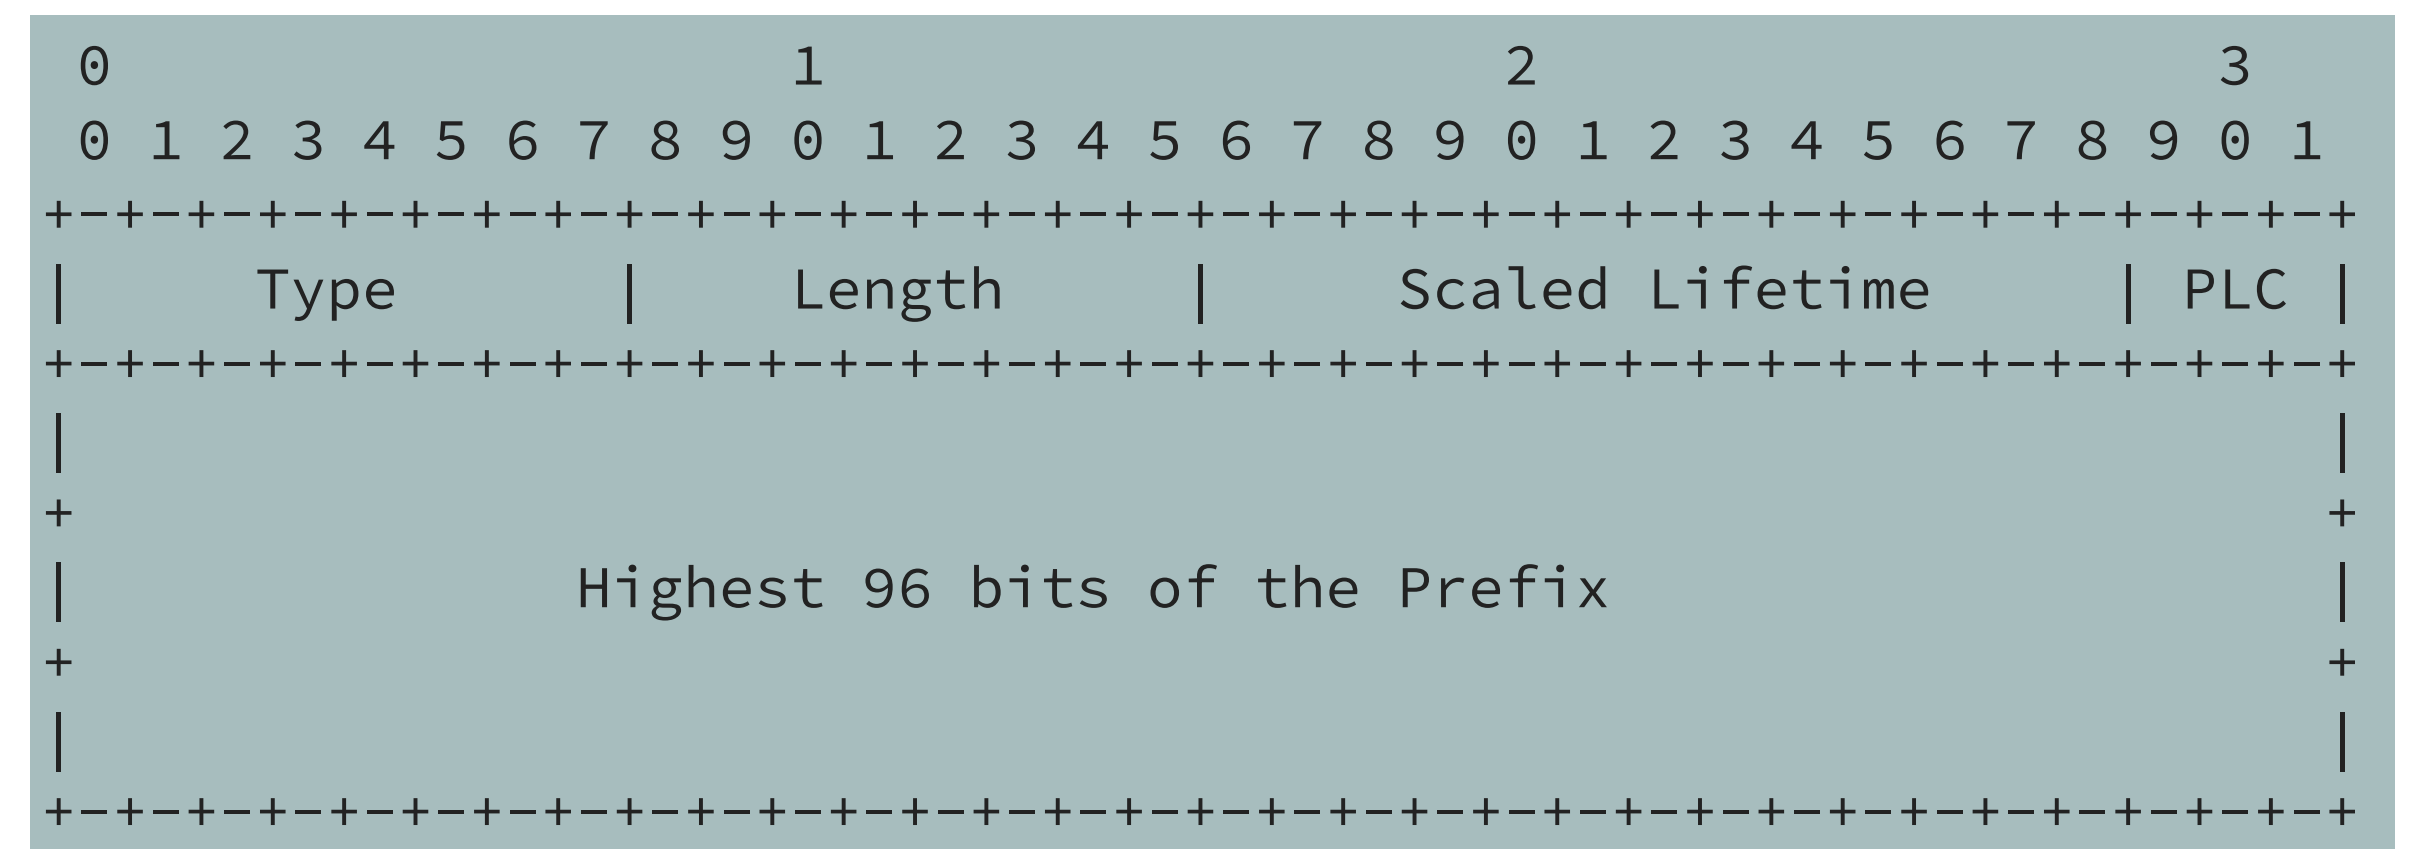 0                   1                   2                   3
 0 1 2 3 4 5 6 7 8 9 0 1 2 3 4 5 6 7 8 9 0 1 2 3 4 5 6 7 8 9 0 1
+-+-+-+-+-+-+-+-+-+-+-+-+-+-+-+-+-+-+-+-+-+-+-+-+-+-+-+-+-+-+-+-+
|     Type      |    Length     |     Scaled Lifetime     | PLC |
+-+-+-+-+-+-+-+-+-+-+-+-+-+-+-+-+-+-+-+-+-+-+-+-+-+-+-+-+-+-+-+-+
|                                                               |
+                                                               +
|              Highest 96 bits of the Prefix                    |
+                                                               +
|                                                               |
+-+-+-+-+-+-+-+-+-+-+-+-+-+-+-+-+-+-+-+-+-+-+-+-+-+-+-+-+-+-+-+-+